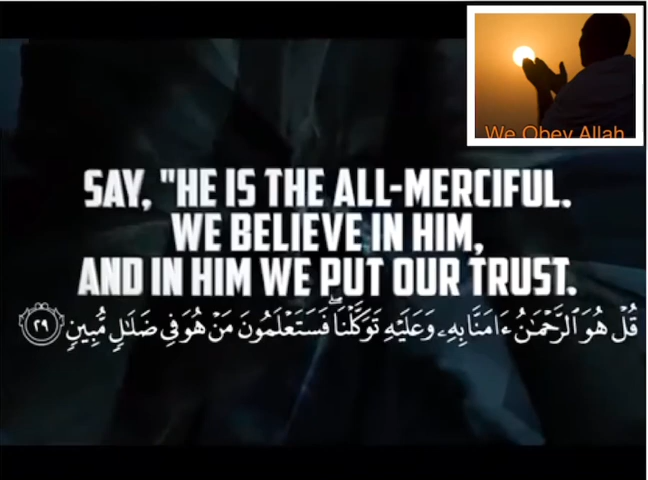 We Obey Allah
SAY, "HE IS THE ALL-MERCIFUL.
WE BELIEVE IN HIM,
AND IN HIM WE PUT OUR TRUST.
قُلْ هُوَ ٱلرَّحْمَـٰنُ ءَامَنَّا بِهِۦ وَعَلَيْهِ تَوَكَّلْنَا ۖ فَسَتَعْلَمُونَ مَنْ هُوَ فِى ضَلَـٰلٍ مُّبِينٍ ٢٩